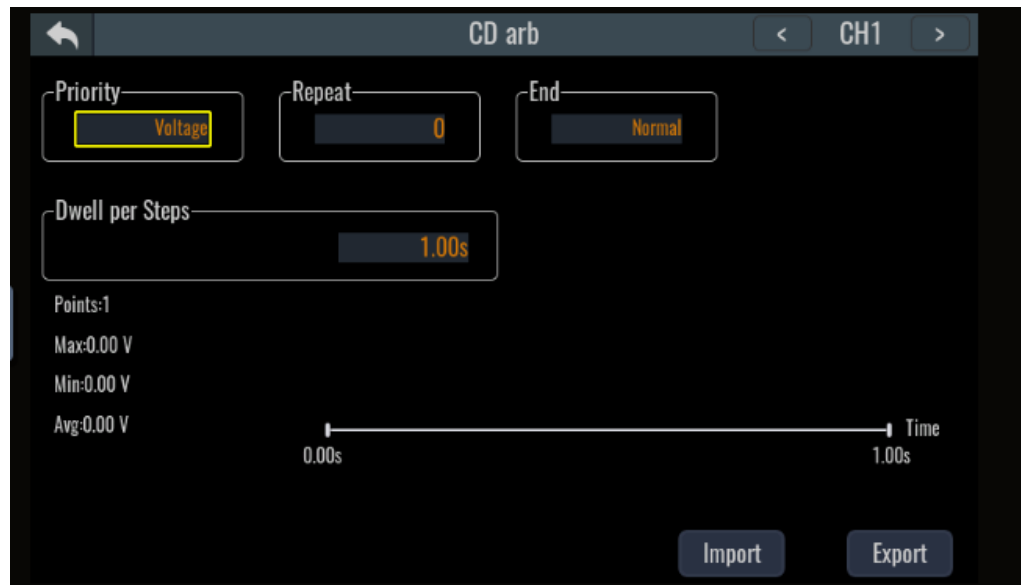 CD arb < CH1 >
Priority Repeat End
Voltage 0 Normal
Dwell per Steps
1.00s
Points:1
Max:0.00 V
Min:0.00 V
Avg:0.00 V
Time
0.00s 1.00s
Import Export